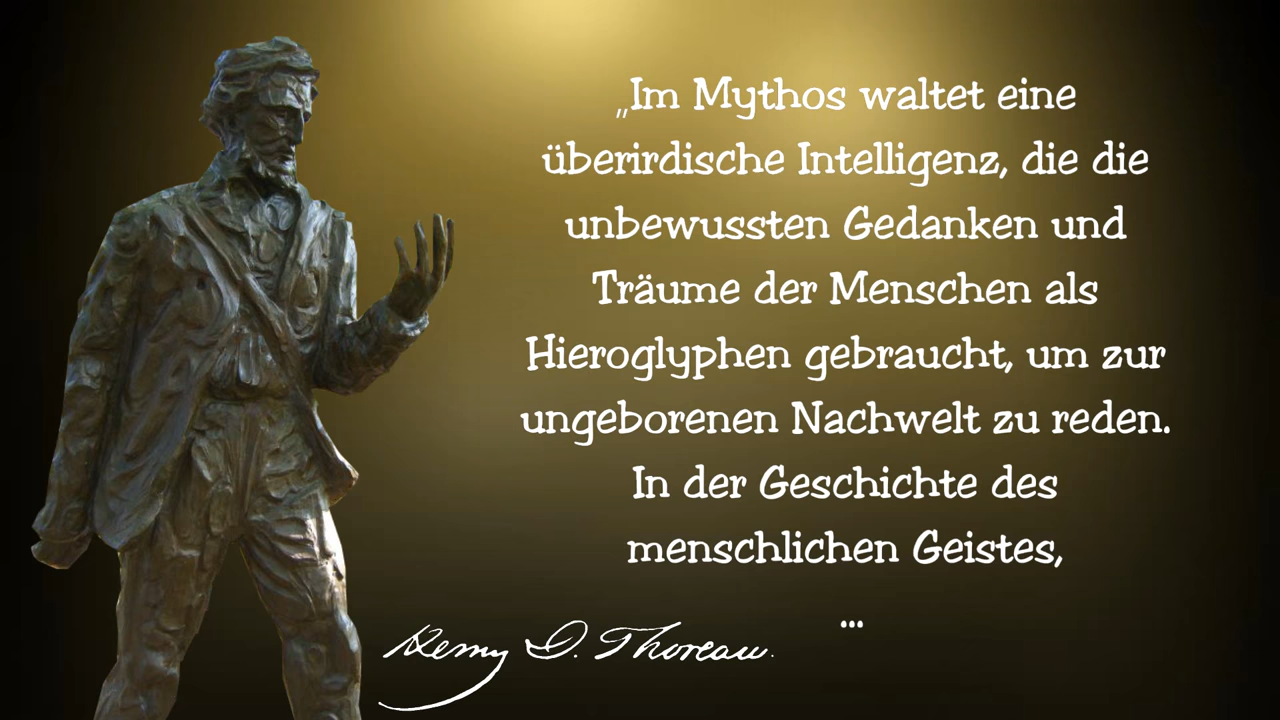 „Im Mythos waltet eine
überirdische Intelligenz, die die
unbewussten Gedanken und
Träume der Menschen als
Hieroglyphen gebraucht, um zur
ungeborenen Nachwelt zu reden.
In der Geschichte des
menschlichen Geistes,
...
Henry D. Thoreau.